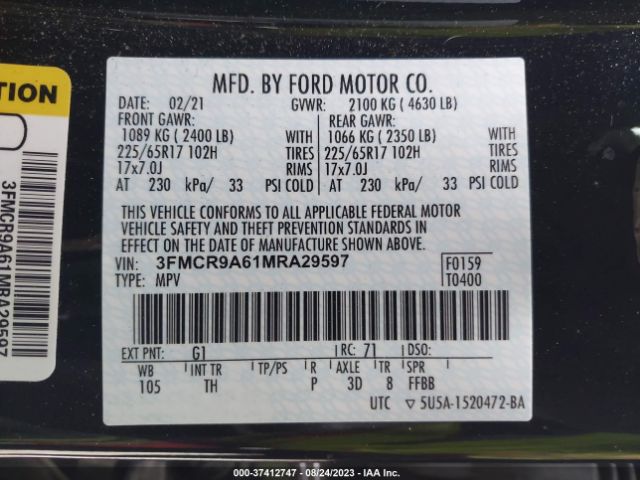 TION
3FMCR9A61MRA29597
MFD. BY FORD MOTOR CO.
DATE: 02/21 GVWR: 2100 KG ( 4630 LB)
FRONT GAWR: REAR GAWR:
1089 KG ( 2400 LB) WITH 1066 KG ( 2350 LB) WITH
225/65R17 102H TIRES 225/65R17 102H TIRES
17x7.0J RIMS 17x7.0J RIMS
AT 230 kPa/ 33 PSI COLD AT 230 kPa/ 33 PSI COLD
THIS VEHICLE CONFORMS TO ALL APPLICABLE FEDERAL MOTOR
VEHICLE SAFETY AND THEFT PREVENTION STANDARDS IN
EFFECT ON THE DATE OF MANUFACTURE SHOWN ABOVE.
VIN: 3FMCR9A61MRA29597 F0159
TYPE: MPV T0400
EXT PNT: G1 RC: 71 DSO:
WB INT TR TP/PS R AXLE TR SPR
105 TH P 3D 8 FFBB
UTC ▽ 5U5A-1520472-BA
000-37412747 - 08/24/2023 - IAA Inc.